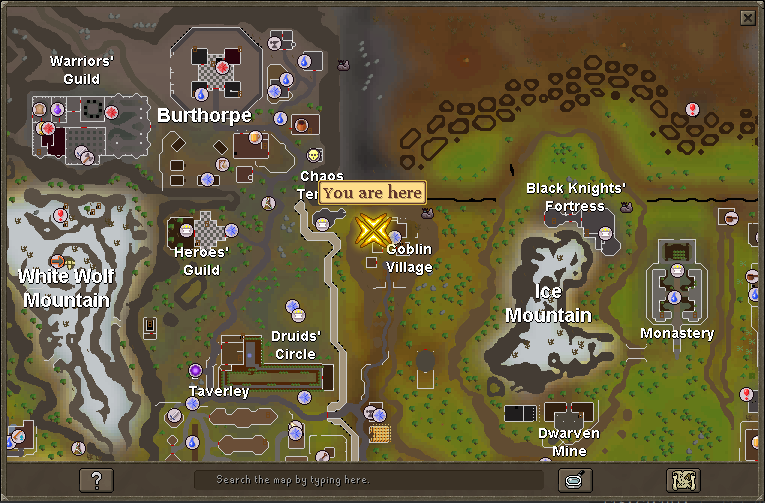 Warriors'
Guild
Burthorpe
Chaos
Te
You are here
Black Knights'
Fortress
Heroes'
Guild
Goblin
Village
White Wolf
Mountain
Ice
Mountain
Monastery
Druids'
Circle
Taverley
Dwarven
Mine
?
Search the map by typing here.